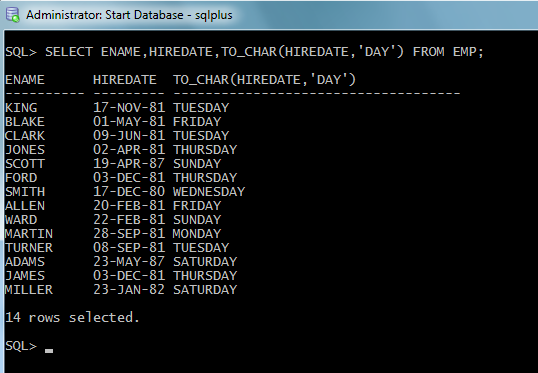 Administrator: Start Database - sqlplus
SQL> SELECT ENAME,HIREDATE,TO_CHAR(HIREDATE,'DAY') FROM EMP;
ENAME      HIREDATE  TO_CHAR(HIREDATE,'DAY')
---------- --------- ------------------------------------
KING       17-NOV-81 TUESDAY
BLAKE      01-MAY-81 FRIDAY
CLARK      09-JUN-81 TUESDAY
JONES      02-APR-81 THURSDAY
SCOTT      19-APR-87 SUNDAY
FORD       03-DEC-81 THURSDAY
SMITH      17-DEC-80 WEDNESDAY
ALLEN      20-FEB-81 FRIDAY
WARD       22-FEB-81 SUNDAY
MARTIN     28-SEP-81 MONDAY
TURNER     08-SEP-81 TUESDAY
ADAMS      23-MAY-87 SATURDAY
JAMES      03-DEC-81 THURSDAY
MILLER     23-JAN-82 SATURDAY
14 rows selected.
SQL> _